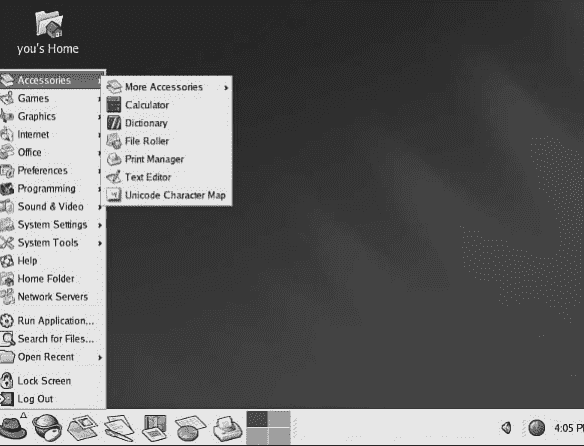 you's Home
Accessories
Games
Graphics
Internet
Office
Preferences
Programming
Sound & Video
System Settings
System Tools
Help
Home Folder
Network Servers
Run Application...
Search for Files...
Open Recent
Lock Screen
Log Out
More Accessories
Calculator
Dictionary
File Roller
Print Manager
Text Editor
Unicode Character Map
4:05 P